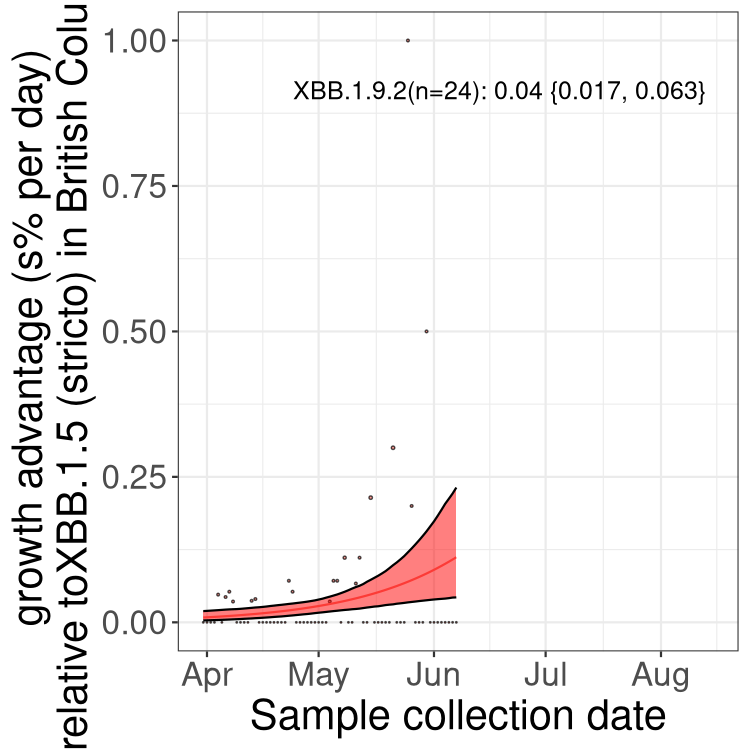 growth advantage (s% per day)
relative toXBB.1.5 (stricto) in British Colu
1.00
0.75
0.50
0.25
0.00
XBB.1.9.2(n=24): 0.04 {0.017, 0.063}
Apr May Jun Jul Aug
Sample collection date